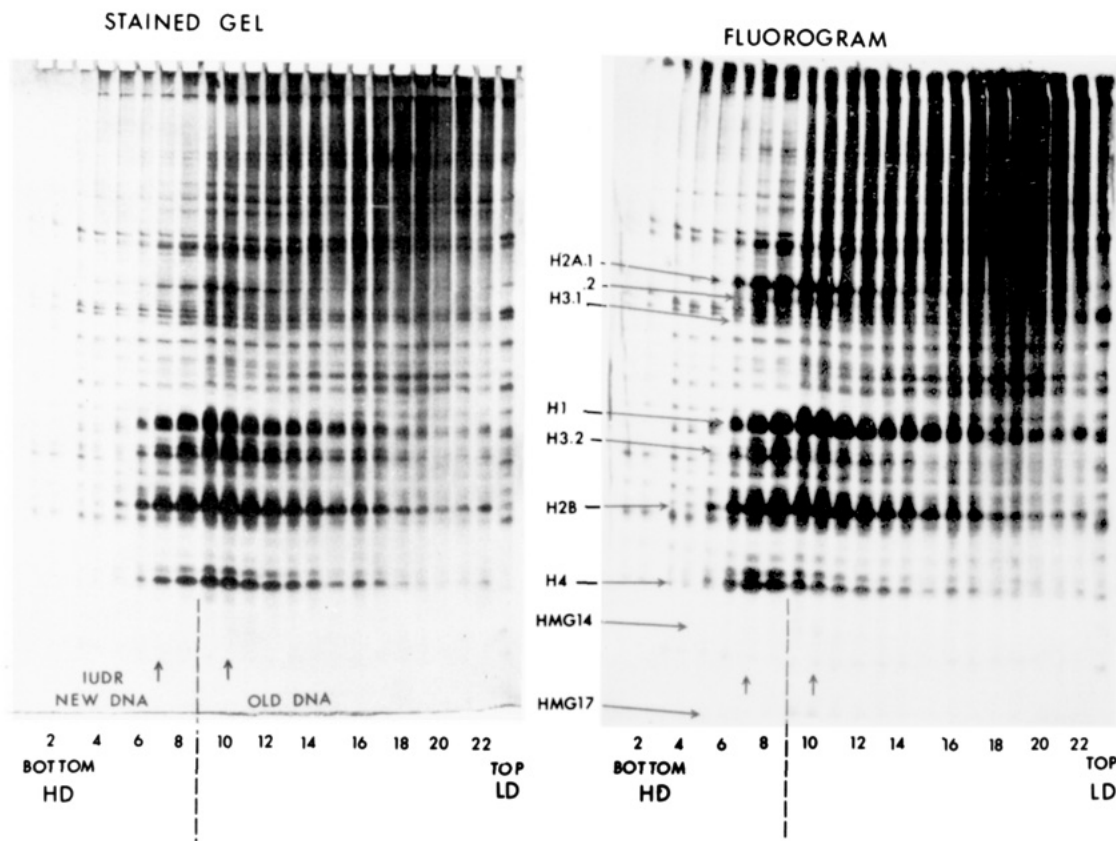 STAINED GEL
IUDR
NEW DNA
OLD DNA
2 4 6 8 10 12 14 16 18 20 22
BOTTOM
TOP
HD
LD
FLUOROGRAM
H2A.1
.2
H3.1
H1
H3.2
H2B
H4
HMG14
HMG17
2 4 6 8 10 12 14 16 18 20 22
BOTTOM
TOP
HD
LD